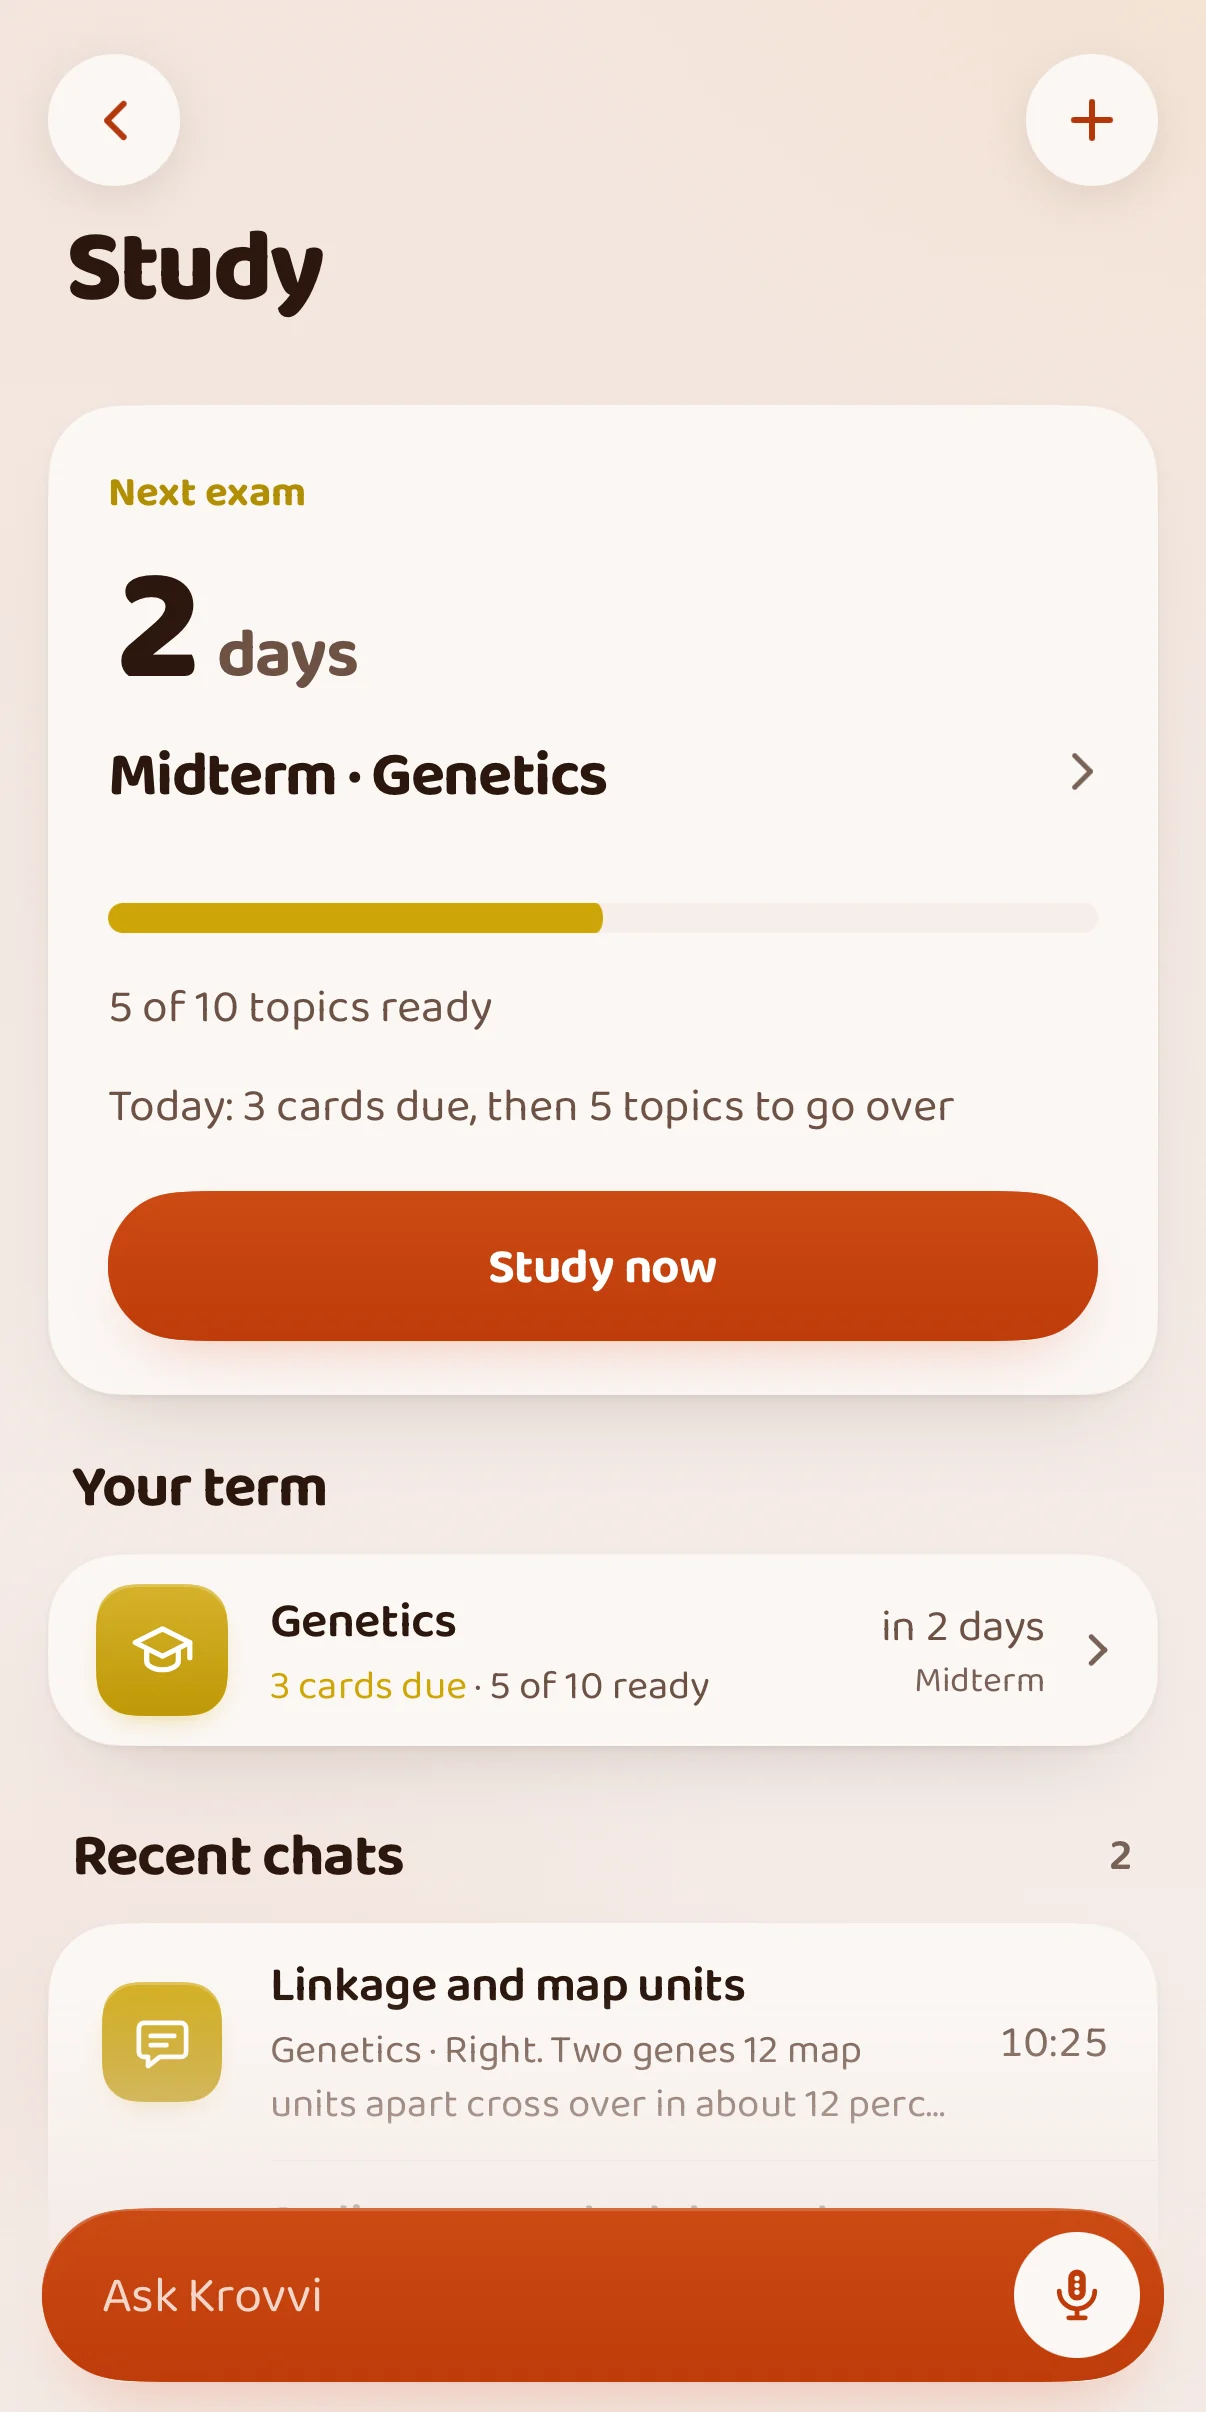 Study
Next exam
2 days
Midterm · Genetics
5 of 10 topics ready
Today: 3 cards due, then 5 topics to go over
Study now
Your term
Genetics
3 cards due · 5 of 10 ready
in 2 days
Midterm
Recent chats
2
Linkage and map units
Genetics · Right. Two genes 12 map
units apart cross over in about 12 perc...
10:25
Ask Krovvi